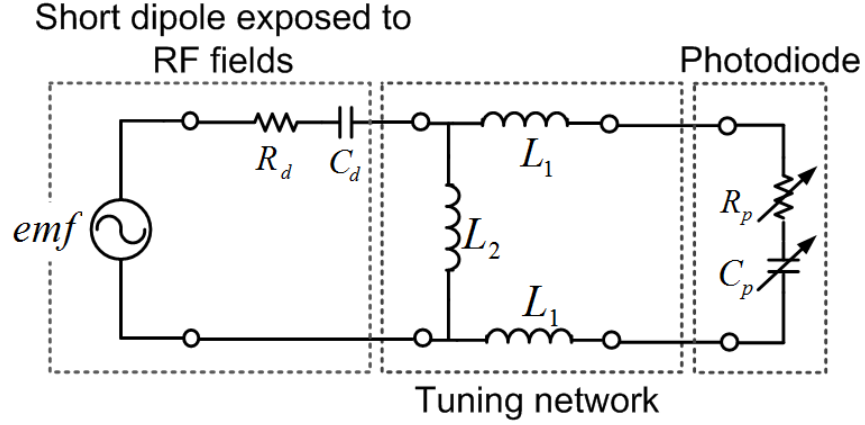 Short dipole exposed to
RF fields
Photodiode
R_d
C_d
L_1
R_p
emf
L_2
C_p
L_1
Tuning network